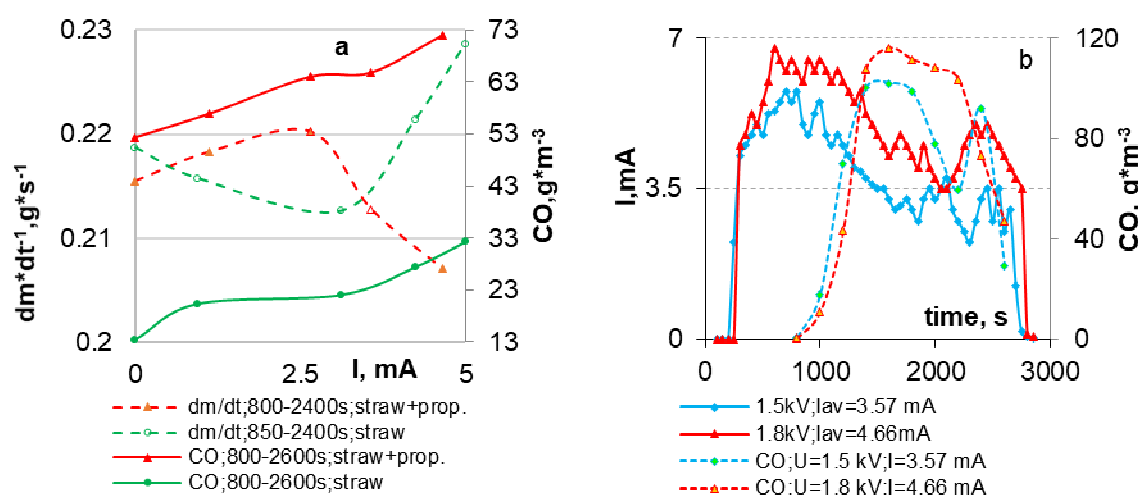 a
0.23
0.22
0.21
0.2
dm*dt-1,g*s-1
73
63
53
43
33
23
13
CO,g*m-3
0
2.5
5
I, mA
dm/dt;800-2400s;straw+prop.
dm/dt;850-2400s;straw
CO;800-2600s;straw+prop.
CO;800-2600s;straw
b
7
3.5
0
I,mA
120
80
40
0
CO, g*m-3
time, s
0
1000
2000
3000
1.5kV;Iav=3.57 mA
1.8kV;Iav=4.66mA
CO;U=1.5 kV;I=3.57 mA
CO;U=1.8 kV;I=4.66 mA